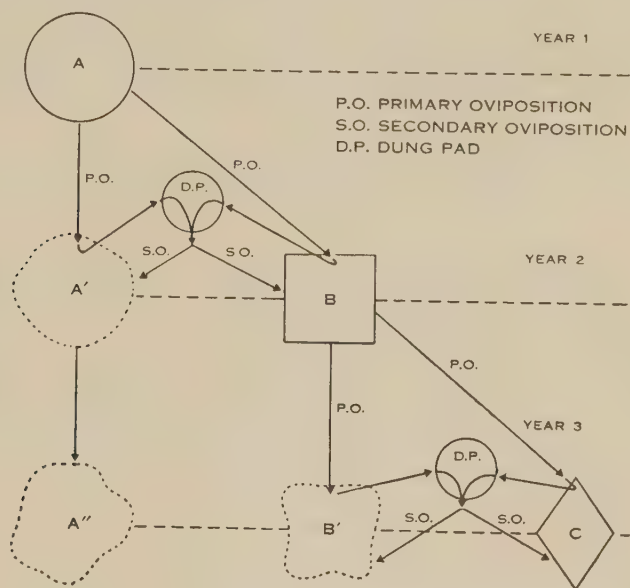 YEAR 1
A
P.O. PRIMARY OVIPOSITION
S.O. SECONDARY OVIPOSITION
D.P. DUNG PAD
P.O.
P.O.
D.P.
S.O.
S.O.
YEAR 2
A'
B
P.O.
P.O.
YEAR 3
D.P.
A"
B'
S.O.
S.O.
C